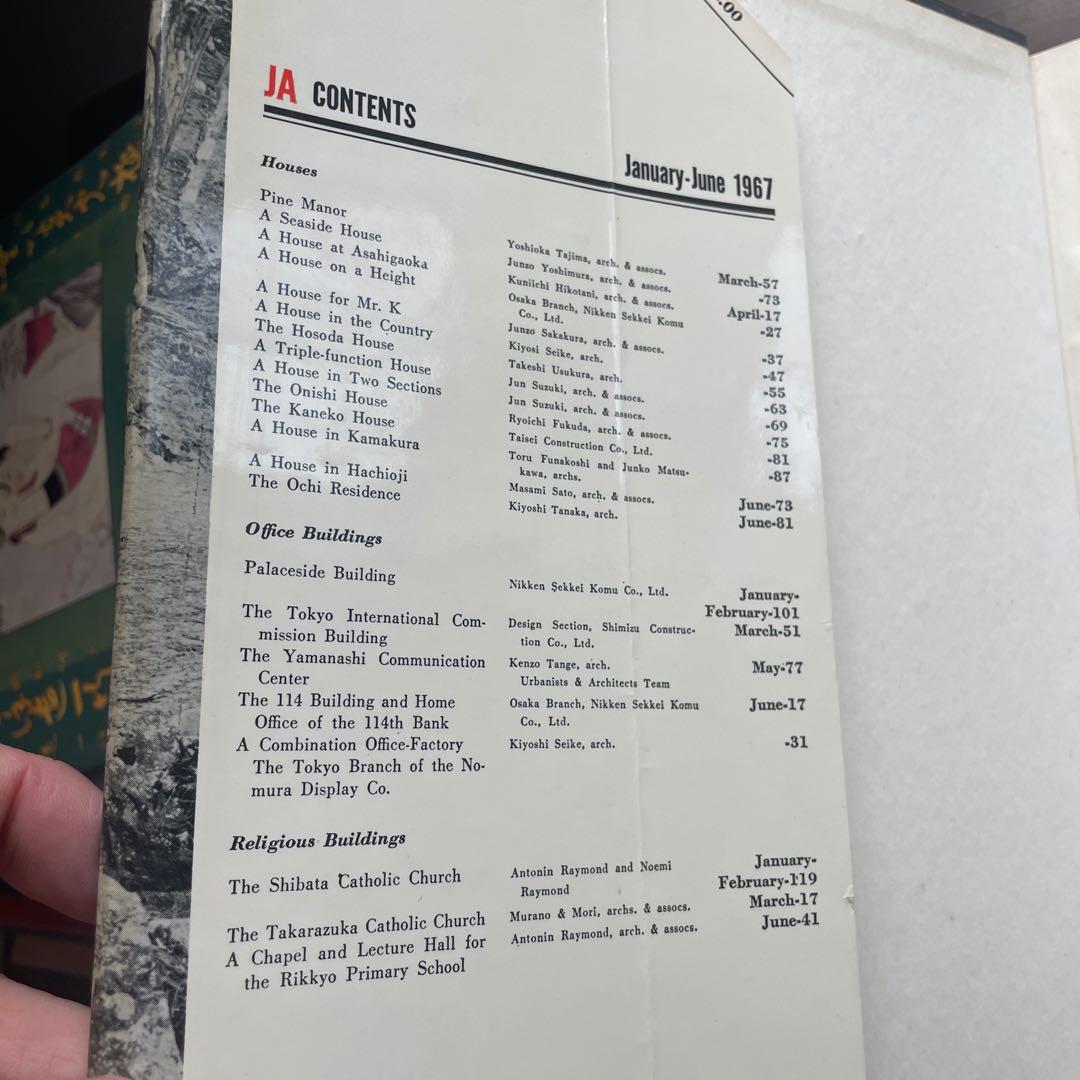 .00
JA CONTENTS
January-June 1967
Houses
Pine Manor Yoshioka Tajima, arch. & assocs. March-57
A Seaside House Junzo Yoshimura, arch. & assocs. -73
A House at Asahigaoka Kuniichi Hikotani, arch. & assocs. April-17
A House on a Height Osaka Branch, Nikken Sekkei Komu -27
Co., Ltd.
A House for Mr. K Junzo Sakakura, arch. & assocs. -37
A House in the Country Kiyosi Seike, arch. -47
The Hosoda House Takeshi Usukura, arch. -55
A Triple-function House Jun Suzuki, arch. & assocs. -63
A House in Two Sections Jun Suzuki, arch. & assocs. -69
The Onishi House Ryoichi Fukuda, arch. & assocs. -75
The Kaneko House Taisei Construction Co., Ltd. -81
A House in Kamakura Toru Funakoshi and Junko Matsu- -87
kawa, archs.
A House in Hachioji Masami Sato, arch. & assocs. June-73
The Ochi Residence Kiyoshi Tanaka, arch. June-81
Office Buildings
Palaceside Building Nikken Sekkei Komu Co., Ltd. January-
February-101
The Tokyo International Com- Design Section, Shimizu Construc- March-51
mission Building tion Co., Ltd.
The Yamanashi Communication Kenzo Tange, arch. May-77
Center Urbanists & Architects Team
The 114 Building and Home Osaka Branch, Nikken Sekkei Komu June-17
Office of the 114th Bank Co., Ltd.
A Combination Office-Factory Kiyoshi Seike, arch. -31
The Tokyo Branch of the No-
mura Display Co.
Religious Buildings
The Shibata Catholic Church Antonin Raymond and Noemi January-
Raymond February-119
The Takarazuka Catholic Church Murano & Mori, archs. & assocs. March-17
A Chapel and Lecture Hall for Antonin Raymond, arch. & assocs. June-41
the Rikkyo Primary School